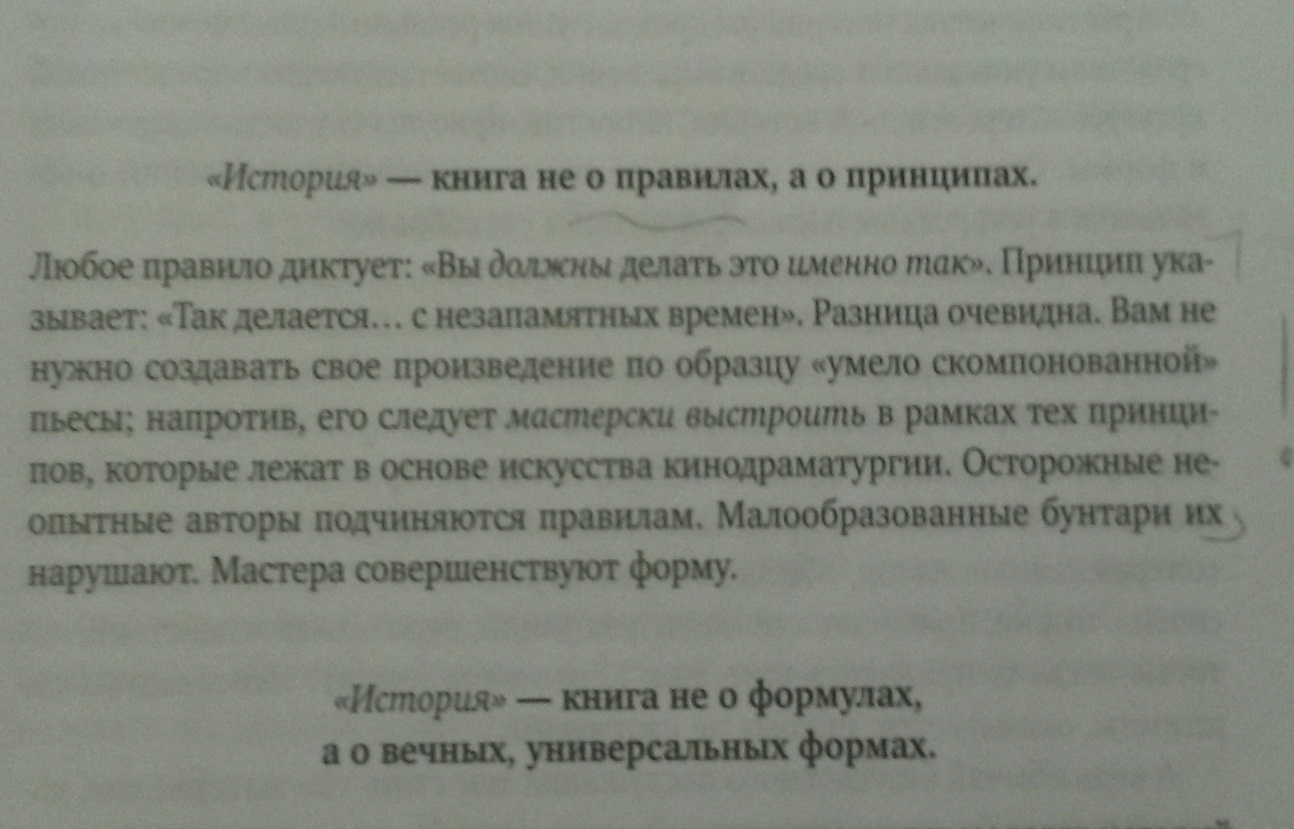 «История» — книга не о правилах, а о принципах.
Любое правило диктует: «Вы должны делать это именно так». Принцип ука-
зывает: «Так делается... с незапамятных времен». Разница очевидна. Вам не
нужно создавать свое произведение по образцу «умело скомпонованной»
пьесы; напротив, его следует мастерски выстроить в рамках тех принци-
пов, которые лежат в основе искусства кинодраматургии. Осторожные не-
опытные авторы подчиняются правилам. Малообразованные бунтари их
нарушают. Мастера совершенствуют форму.
«История» — книга не о формулах,
а о вечных, универсальных формах.